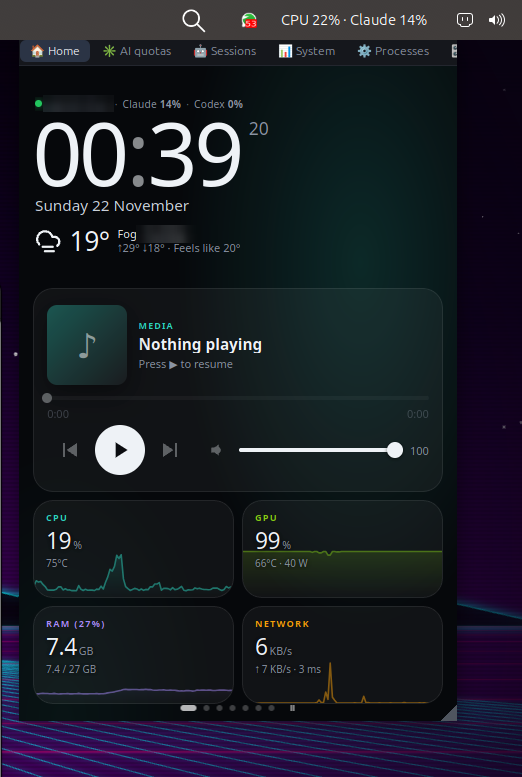 53 CPU 22% · Claude 14%
🏠 Home ✳️ AI quotas 🤖 Sessions 📊 System ⚙️ Processes
· Claude 14% · Codex 0%
00:39 20
Sunday 22 November
19° Fog
↑29° ↓18° · Feels like 20°
MEDIA
Nothing playing
Press ▶ to resume
0:00 0:00
100
CPU
19%
75°C
GPU
99%
66°C · 40 W
RAM (27%)
7.4 GB
7.4 / 27 GB
NETWORK
6 KB/s
↑7 KB/s · 3 ms